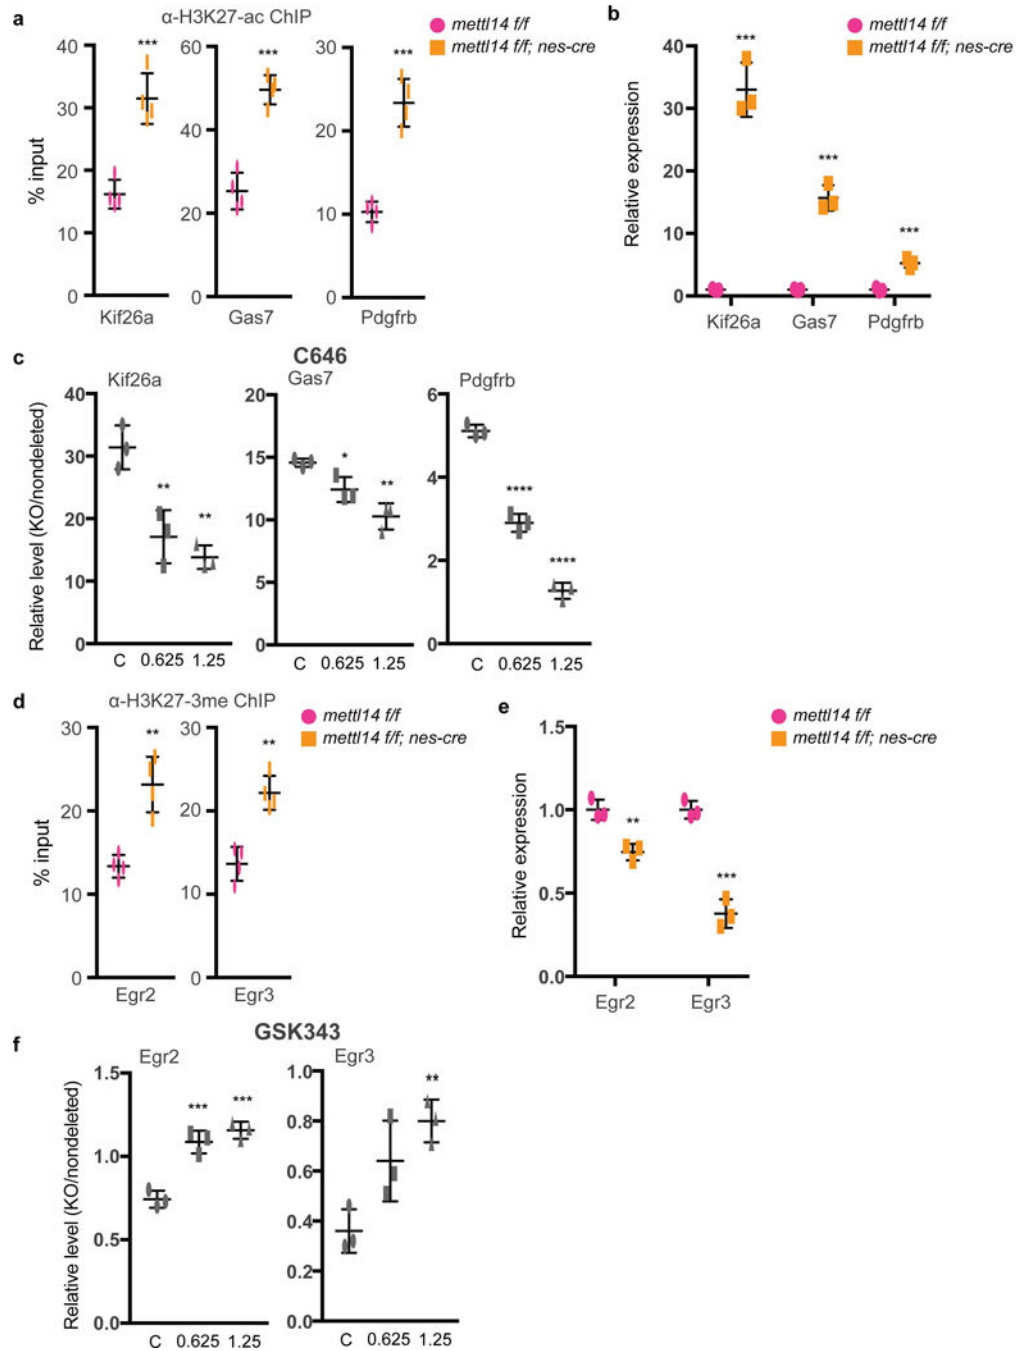 a
α-H3K27-ac ChIP
mettl14 f/f
mettl14 f/f; nes-cre
% input
40
30
20
10
0
Kif26a
***
60
40
20
0
Gas7
***
30
20
10
0
Pdgfrb
***
b
mettl14 f/f
mettl14 f/f; nes-cre
Relative expression
40
30
20
10
0
***
***
***
Kif26a Gas7 Pdgfrb
c
C646
Relative level (KO/nondeleted)
Kif26a
40
30
20
10
0
**
**
C 0.625 1.25
Gas7
20
15
10
5
0
*
**
C 0.625 1.25
Pdgfrb
6
4
2
0
****
****
C 0.625 1.25
d
α-H3K27-3me ChIP
mettl14 f/f
mettl14 f/f; nes-cre
% input
30
20
10
0
**
Egr2
30
20
10
0
**
Egr3
e
mettl14 f/f
mettl14 f/f; nes-cre
Relative expression
1.5
1.0
0.5
0.0
**
***
Egr2 Egr3
f
GSK343
Relative level (KO/nondeleted)
Egr2
1.5
1.0
0.5
0.0
***
***
C 0.625 1.25
Egr3
1.0
0.8
0.6
0.4
0.2
0.0
**
C 0.625 1.25